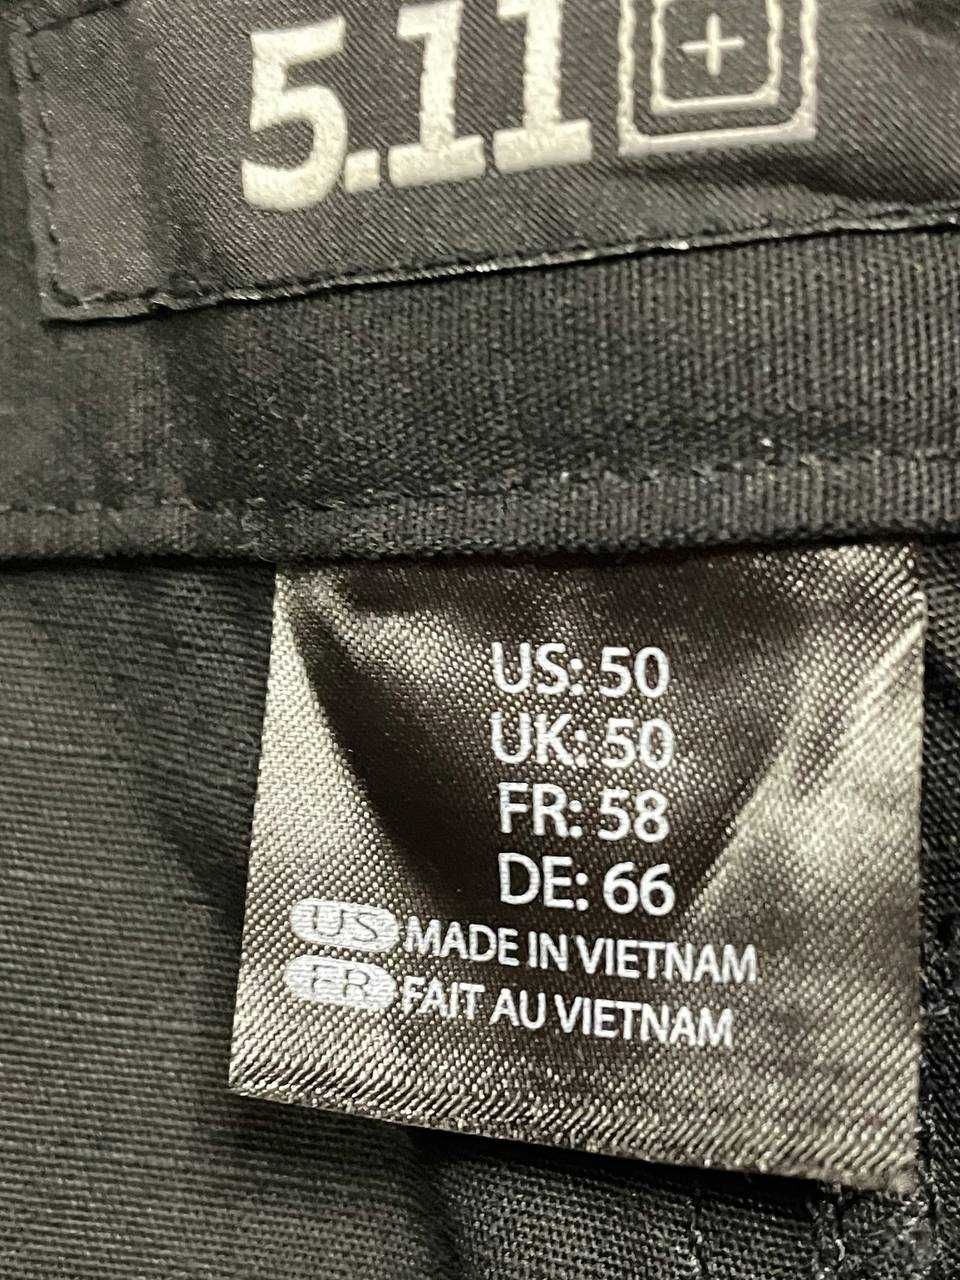 5.11
US: 50
UK: 50
FR: 58
DE: 66
US MADE IN VIETNAM
FR FAIT AU VIETNAM